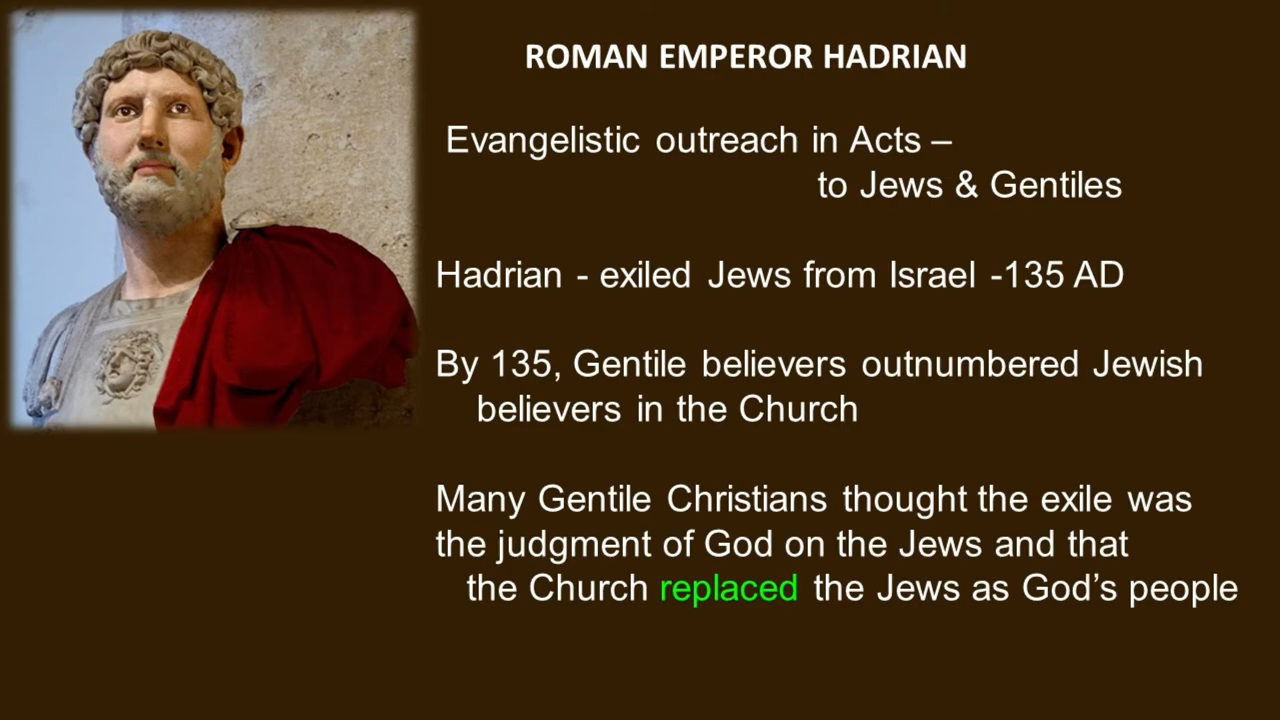 ROMAN EMPEROR HADRIAN
Evangelistic outreach in Acts –
to Jews & Gentiles
Hadrian - exiled Jews from Israel -135 AD
By 135, Gentile believers outnumbered Jewish
believers in the Church
Many Gentile Christians thought the exile was
the judgment of God on the Jews and that
the Church replaced the Jews as God’s people